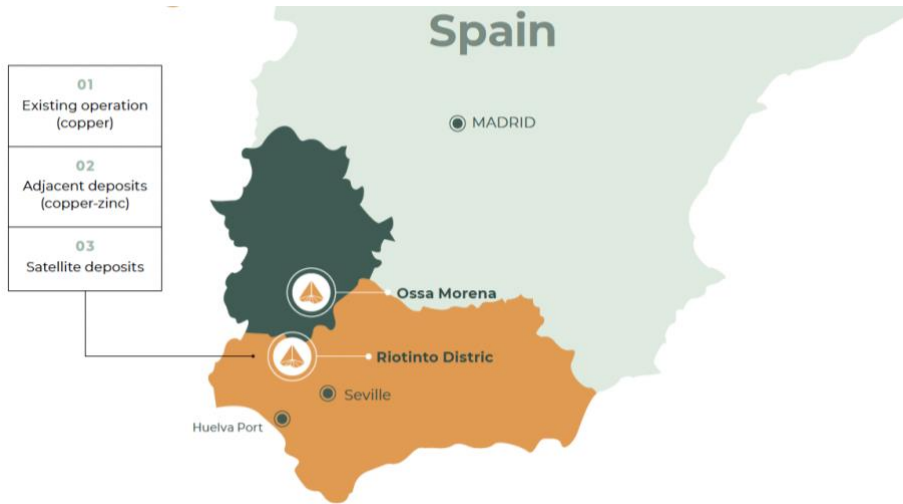 Spain
01
Existing operation
(copper)
02
Adjacent deposits
(copper-zinc)
03
Satellite deposits
MADRID
Ossa Morena
Riotinto Distric
Seville
Huelva Port